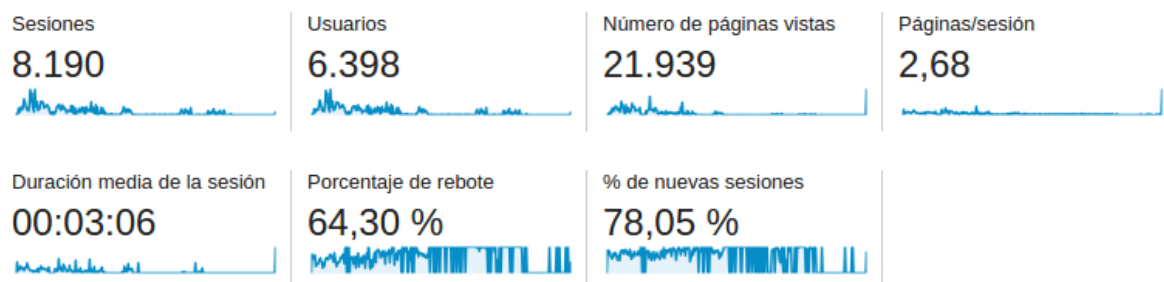 Sesiones
8.190
Usuarios
6.398
Número de páginas vistas
21.939
Páginas/sesión
2,68
Duración media de la sesión
00:03:06
Porcentaje de rebote
64,30 %
% de nuevas sesiones
78,05 %